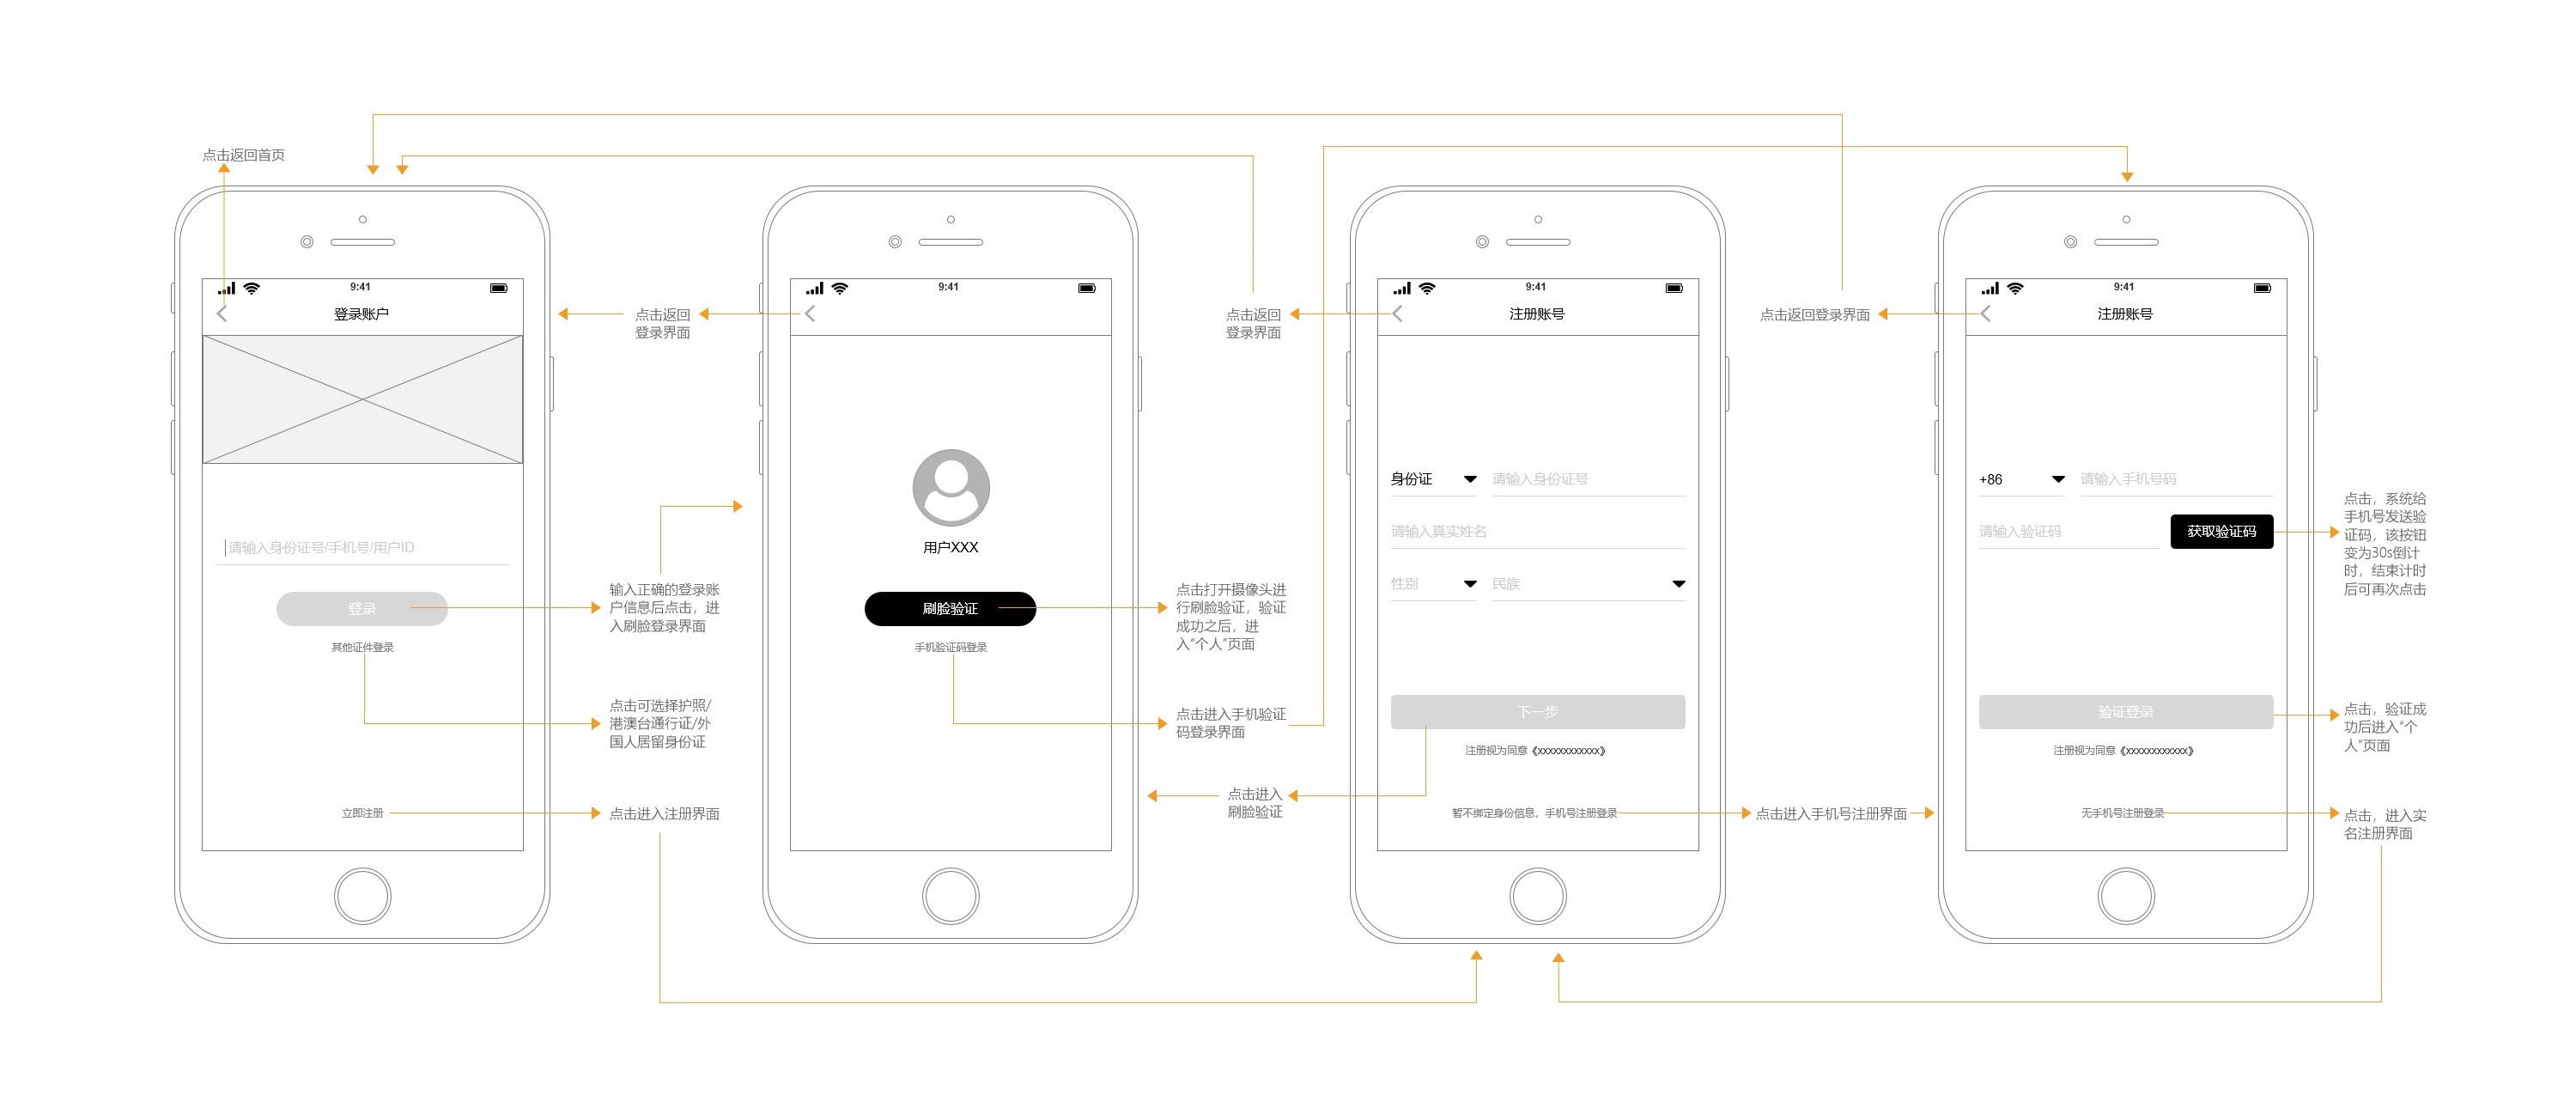 点击返回首页
9:41
登录账户
请输入身份证号/手机号/用户ID
登录
其他证件登录
立即注册
点击返回
登录界面
输入正确的登录账
户信息后点击，进
入刷脸登录界面
点击可选择护照/
港澳台通行证/外
国人居留身份证
点击进入注册界面
9:41
用户XXX
刷脸验证
手机验证码登录
点击返回
登录界面
点击打开摄像头进
行刷脸验证，验证
成功之后，进
入“个人”页面
点击进入手机验证
码登录界面
点击进入
刷脸验证
9:41
注册账号
身份证
请输入身份证号
请输入真实姓名
性别
民族
下一步
注册视为同意《xxxxxxxxxxxx》
暂不绑定身份信息，手机号注册登录
点击返回登录界面
点击进入手机号注册界面
9:41
注册账号
+86
请输入手机号码
请输入验证码
获取验证码
验证登录
注册视为同意《xxxxxxxxxxxx》
无手机号注册登录
点击，系统给
手机号发送验
证码，该按钮
变为30s倒计
时，结束计时
后可再次点击
点击，验证成
功后进入“个
人”页面
点击，进入实
名注册界面